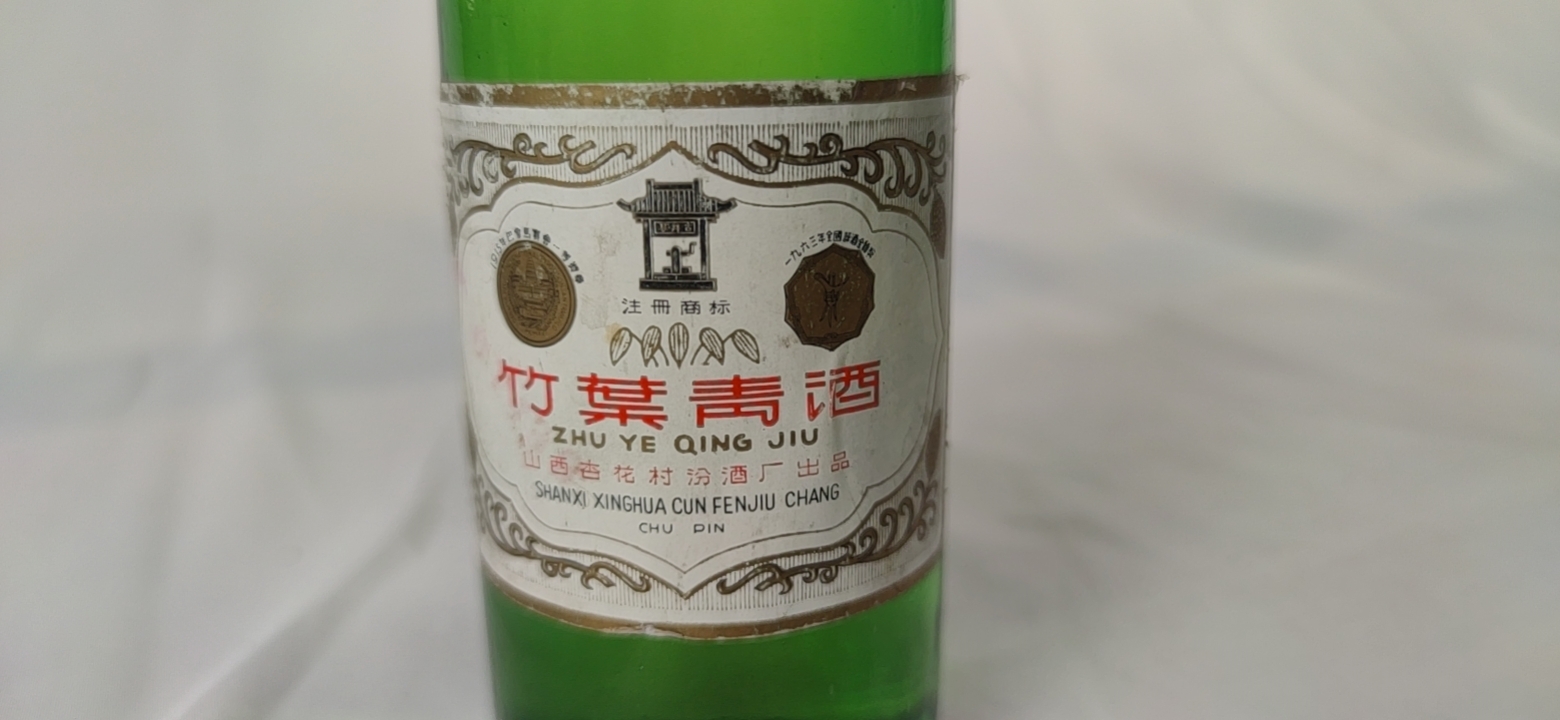 注冊商标
竹葉青酒
ZHU YE QING JIU
山西杏花村汾酒厂出品
SHANXI XINGHUA CUN FENJIU CHANG
CHU PIN